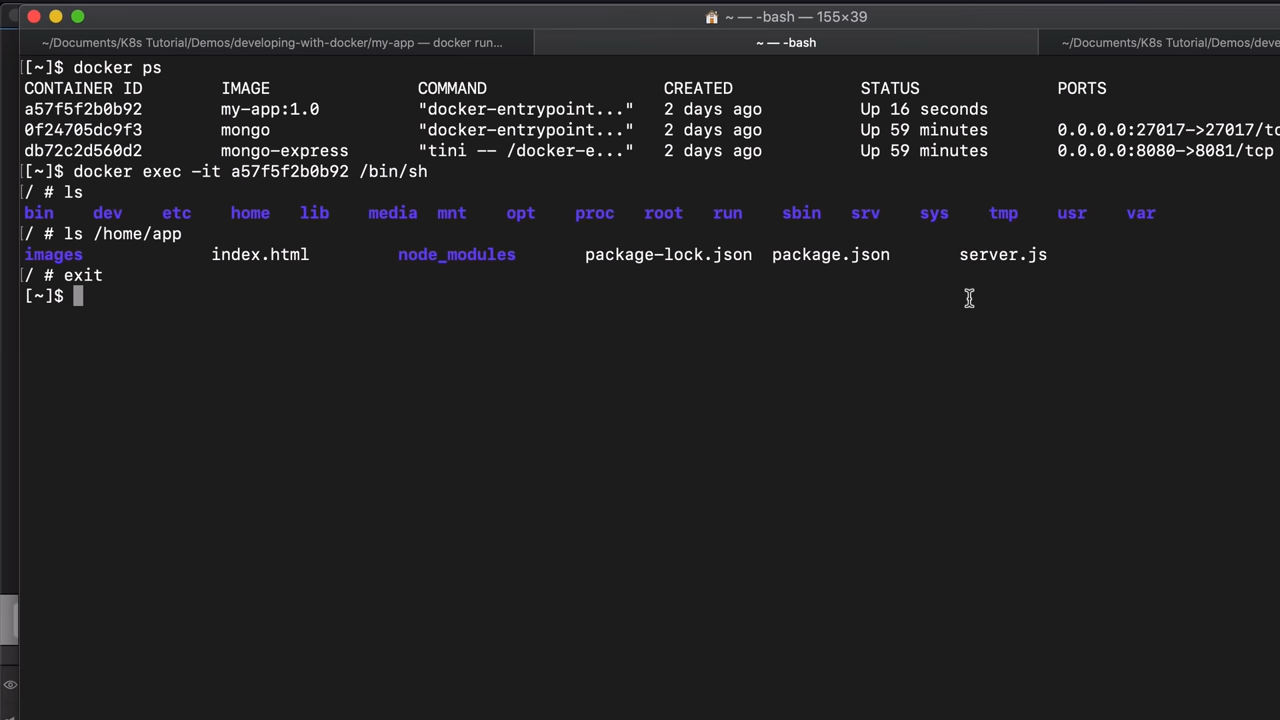 ~ — -bash — 155×39
~/Documents/K8s Tutorial/Demos/developing-with-docker/my-app — docker run... ~ — -bash ~/Documents/K8s Tutorial/Demos/deve
[~]$ docker ps
CONTAINER ID IMAGE COMMAND CREATED STATUS PORTS
a57f5f2b0b92 my-app:1.0 "docker-entrypoint..." 2 days ago Up 16 seconds
0f24705dc9f3 mongo "docker-entrypoint..." 2 days ago Up 59 minutes 0.0.0.0:27017->27017/tc
db72c2d560d2 mongo-express "tini -- /docker-e..." 2 days ago Up 59 minutes 0.0.0.0:8080->8081/tcp
[~]$ docker exec -it a57f5f2b0b92 /bin/sh
/ # ls
bin dev etc home lib media mnt opt proc root run sbin srv sys tmp usr var
/ # ls /home/app
images index.html node_modules package-lock.json package.json server.js
/ # exit
[~]$